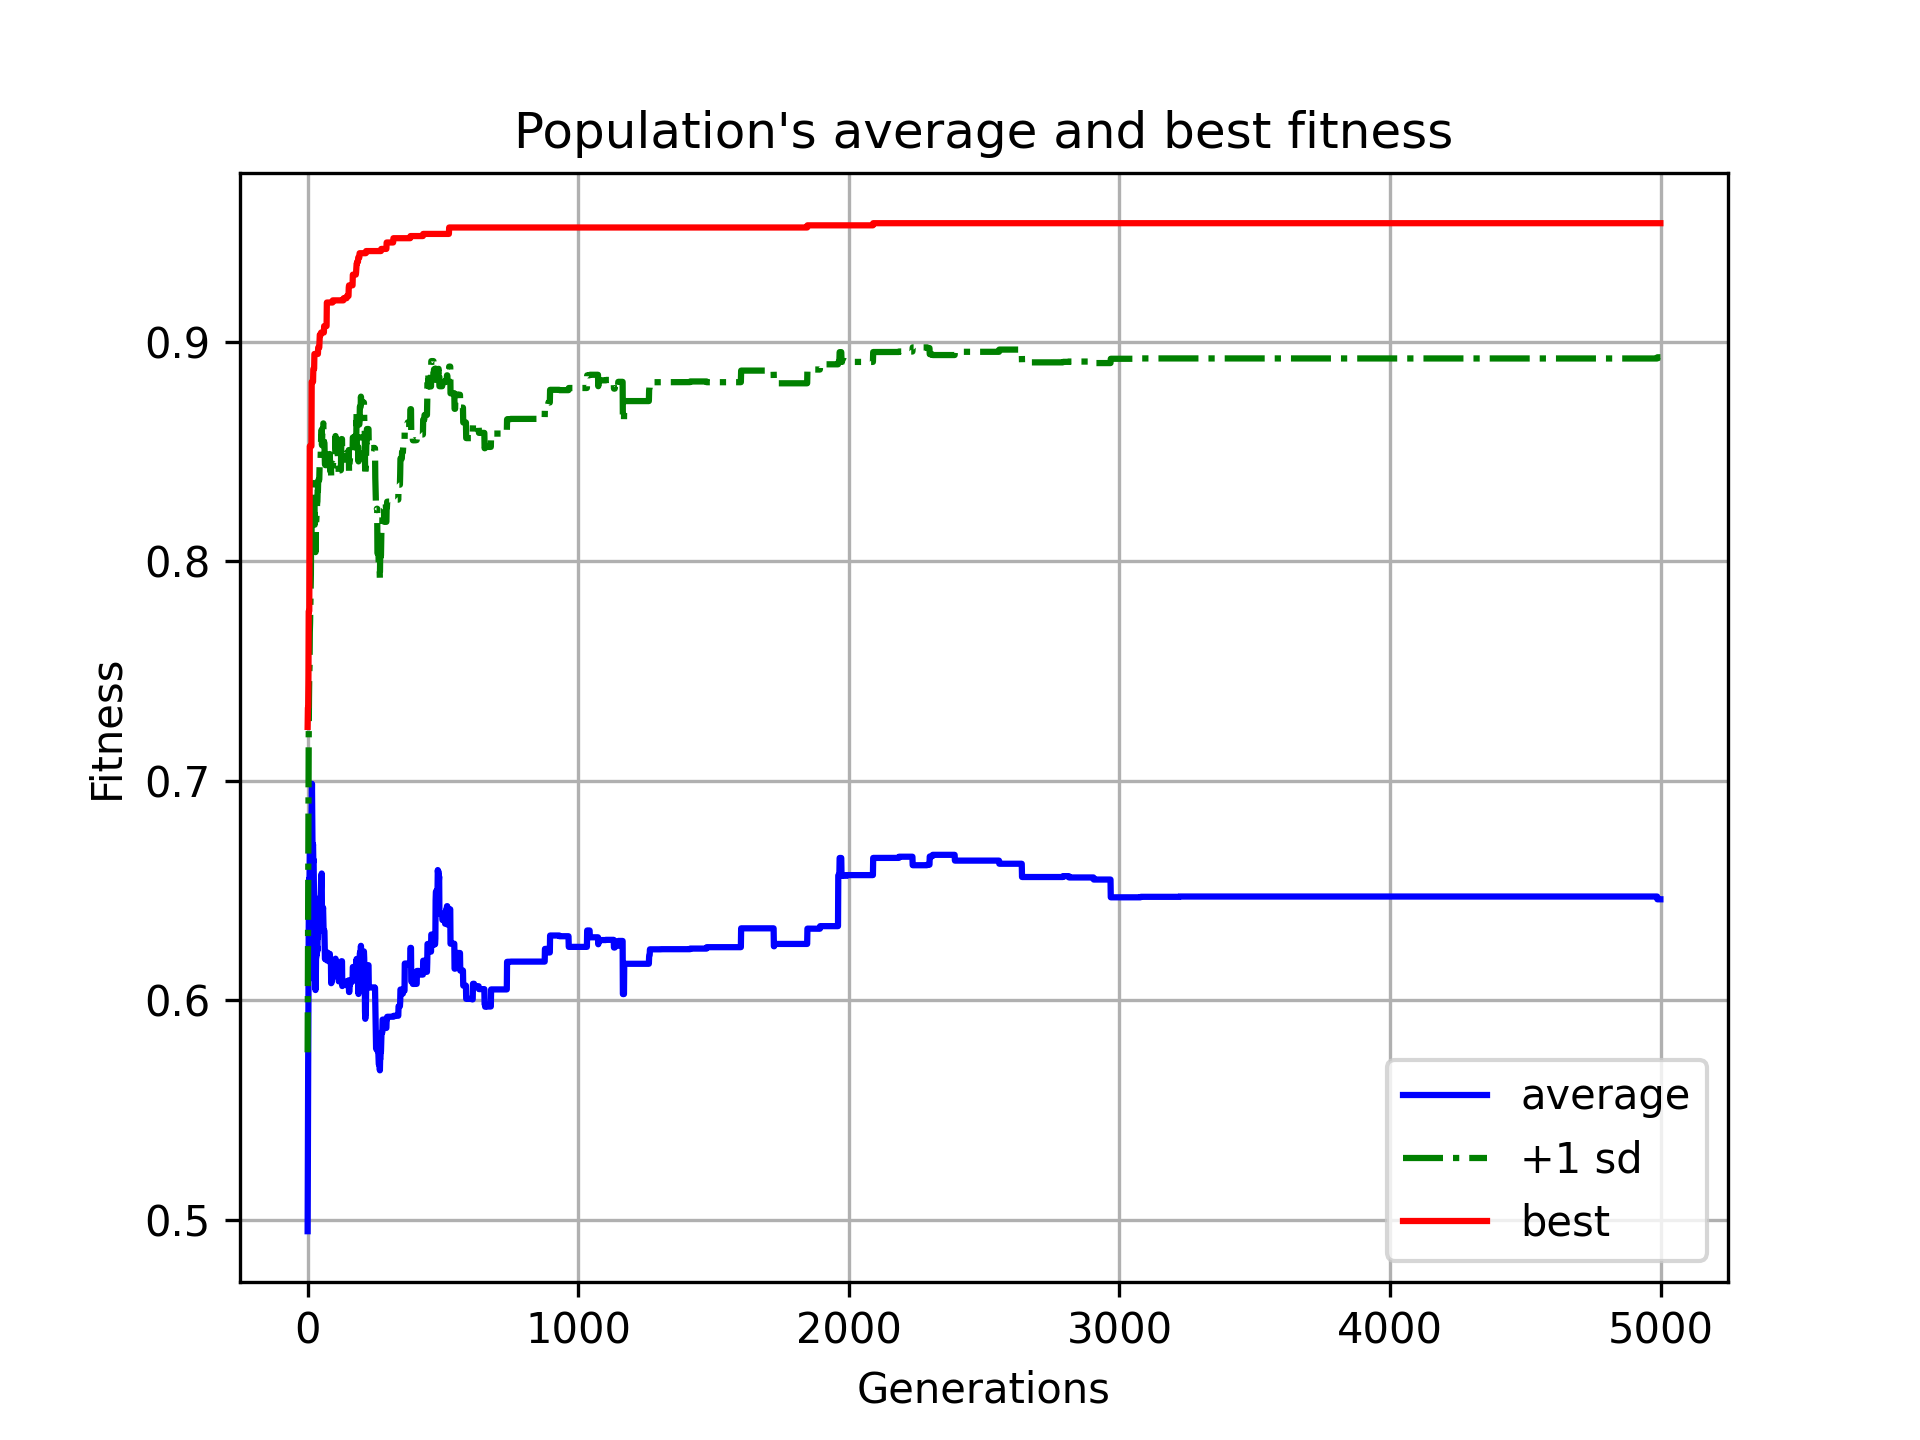 Population's average and best fitness
Fitness
0.9
0.8
0.7
0.6
0.5
0 1000 2000 3000 4000 5000
Generations
average
+1 sd
best